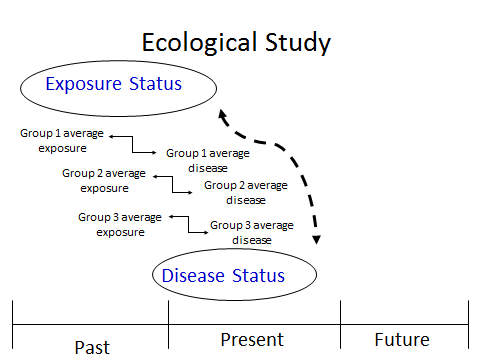 Ecological Study
Exposure Status
Group 1 average
exposure
Group 1 average
disease
Group 2 average
exposure
Group 2 average
disease
Group 3 average
exposure
Group 3 average
disease
Disease Status
Past
Present
Future